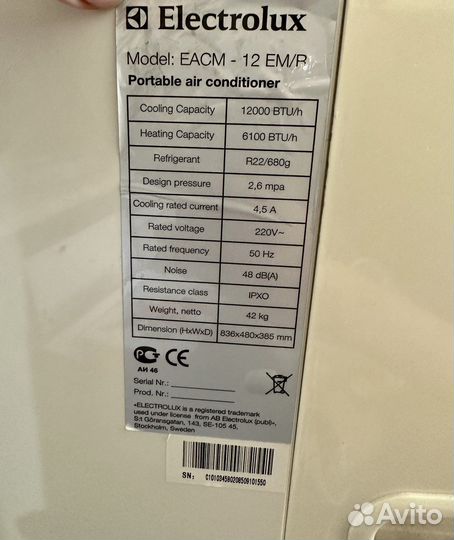 Electrolux
Model: EACM - 12 EM/R
Portable air conditioner
Cooling Capacity 12000 BTU/h
Heating Capacity 6100 BTU/h
Refrigerant R22/680g
Design pressure 2,6 mpa
Cooling rated current 4,5 A
Rated voltage 220V~
Rated frequency 50 Hz
Noise 48 dB(A)
Resistance class IPXO
Weight, netto 42 kg
Dimension (HxWxD) 836x480x385 mm
РСТ CE
АИ 46
Serial Nr.:
Prod. Nr.:
«ELECTROLUX is a registered trademark
used under license from AB Electrolux (publ)»,
S:t Göransgatan, 143, SE-105 45,
Stockholm, Sweden
SN: C101034580208509101550
Avito